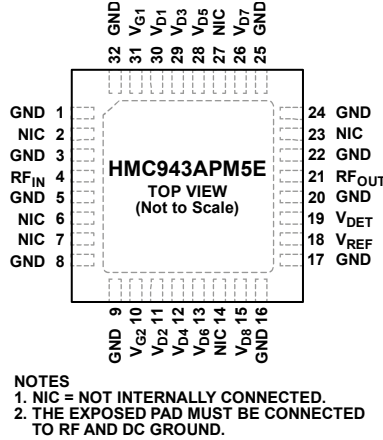 32 GND
31 VG1
30 VD1
29 VD3
28 VD5
27 NIC
26 VD7
25 GND
GND 1
NIC 2
GND 3
RFIN 4
GND 5
NIC 6
NIC 7
GND 8
HMC943APM5E
TOP VIEW
(Not to Scale)
24 GND
23 NIC
22 GND
21 RFOUT
20 GND
19 VDET
18 VREF
17 GND
GND 9
VG2 10
VD2 11
VD4 12
VD6 13
NIC 14
VD8 15
GND 16
NOTES
1. NIC = NOT INTERNALLY CONNECTED.
2. THE EXPOSED PAD MUST BE CONNECTED
TO RF AND DC GROUND.